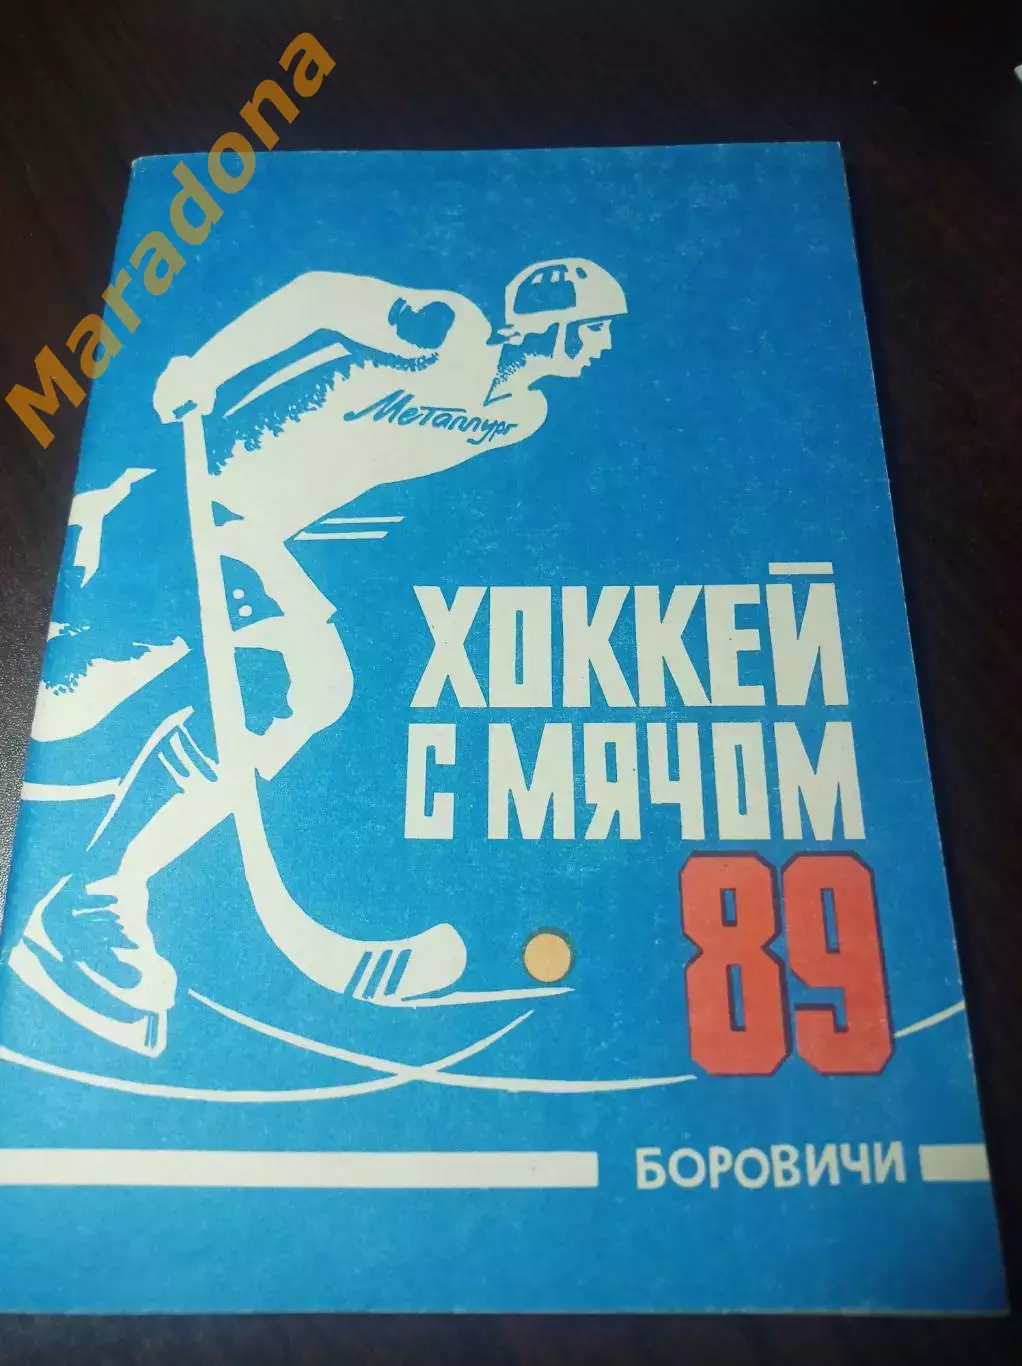 Maradona
Металлург
ХОККЕЙ
С МЯЧОМ
89
БОРОВИЧИ